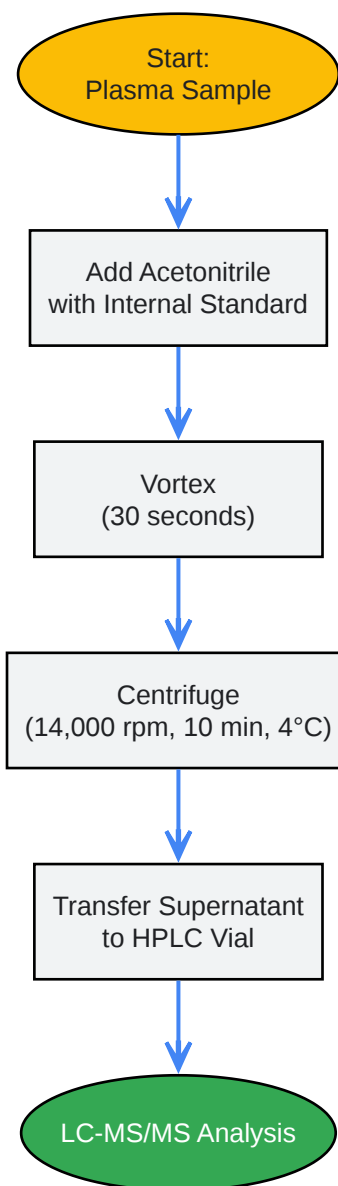 Start:
Plasma Sample
Add Acetonitrile
with Internal Standard
Vortex
(30 seconds)
Centrifuge
(14,000 rpm, 10 min, 4°C)
Transfer Supernatant
to HPLC Vial
LC-MS/MS Analysis